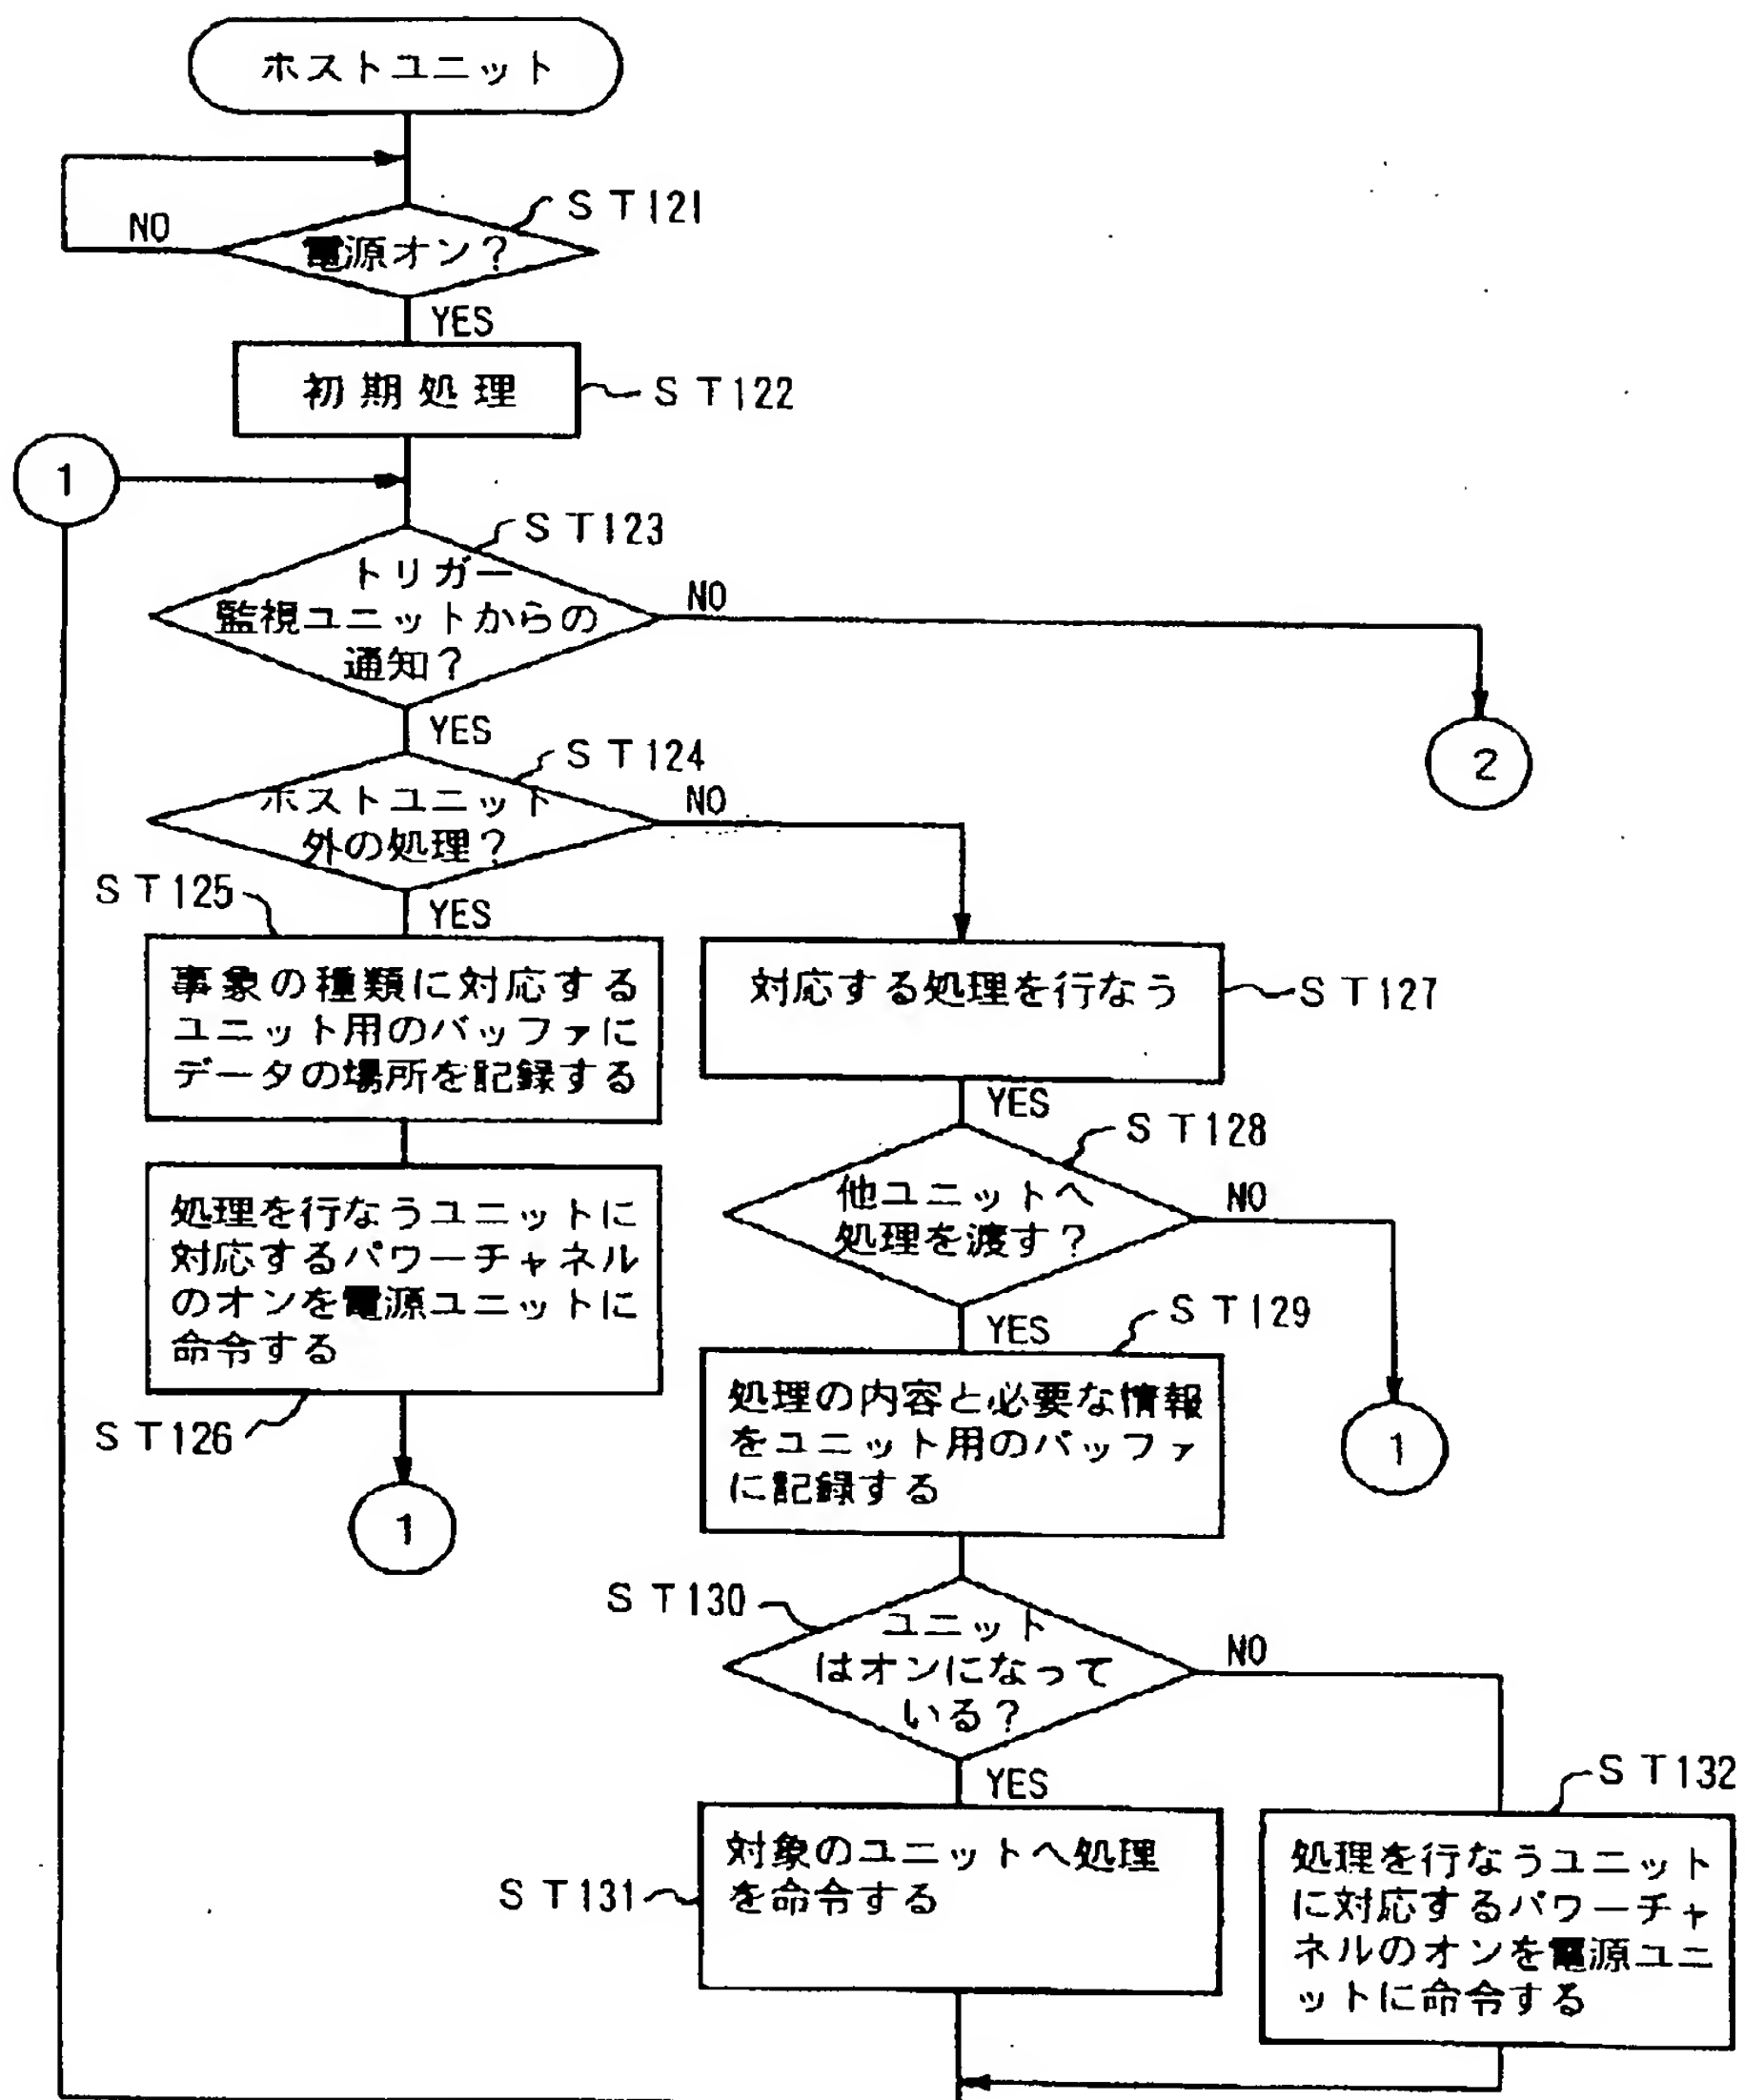 ホストユニット
ST121
NO
電源オン?
YES
初期処理
ST122
1
ST123
トリガー
監視ユニットからの
通知?
NO
YES
2
ST124
ホストユニット
外の処理?
NO
ST125
YES
事象の種類に対応する
ユニット用のバッファに
データの場所を記録する
対応する処理を行なう
ST127
YES
ST128
他ユニットへ
処理を渡す?
NO
処理を行なうユニットに
対応するパワーチャネル
のオンを電源ユニットに
命令する
ST126
1
YES
ST129
処理の内容と必要な情報
をユニット用のバッファ
に記録する
1
ST130
ユニット
はオンになって
いる?
NO
YES
ST132
対象のユニットへ処理
を命令する
ST131
処理を行なうユニット
に対応するパワーチャ
ネルのオンを電源ユニ
ットに命令する